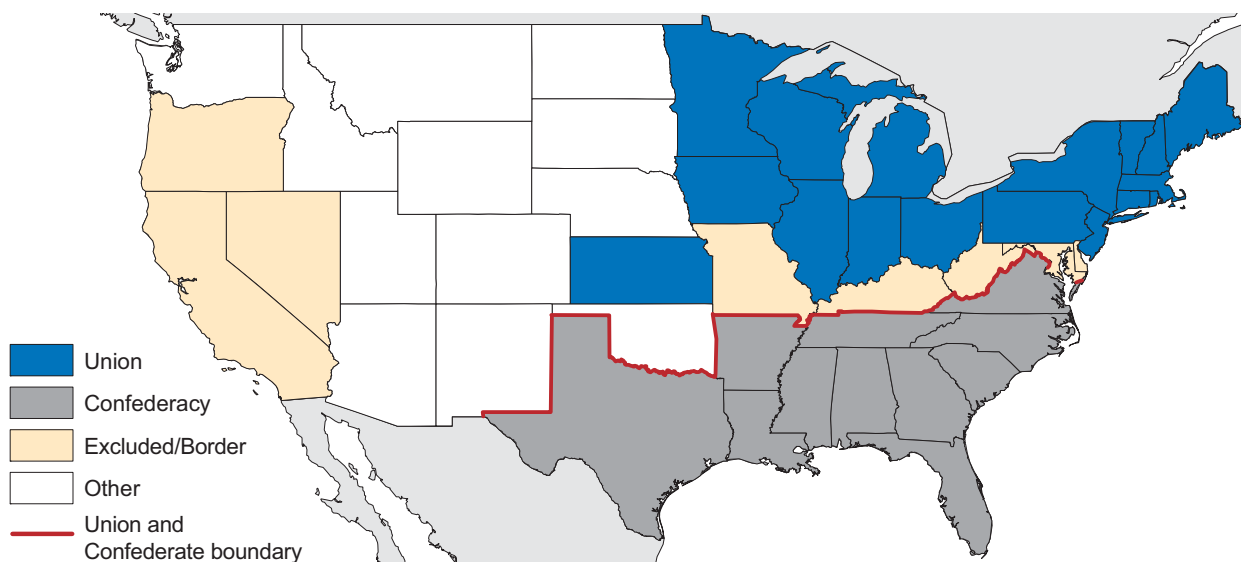 Union
Confederacy
Excluded/Border
Other
Union and
Confederate boundary